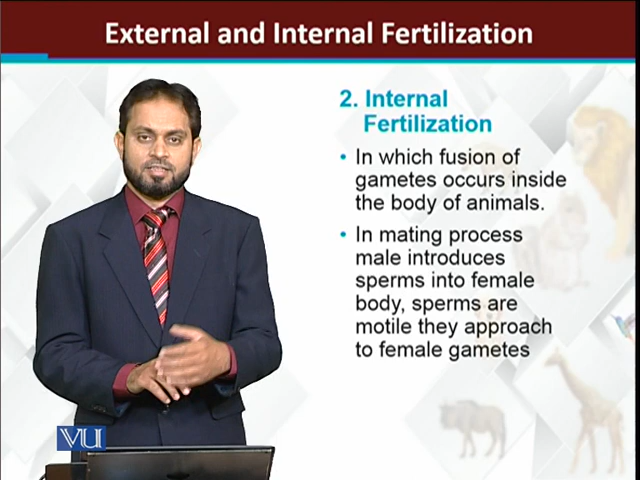 External and Internal Fertilization
2. Internal
Fertilization
• In which fusion of
gametes occurs inside
the body of animals.
• In mating process
male introduces
sperms into female
body, sperms are
motile they approach
to female gametes
VU